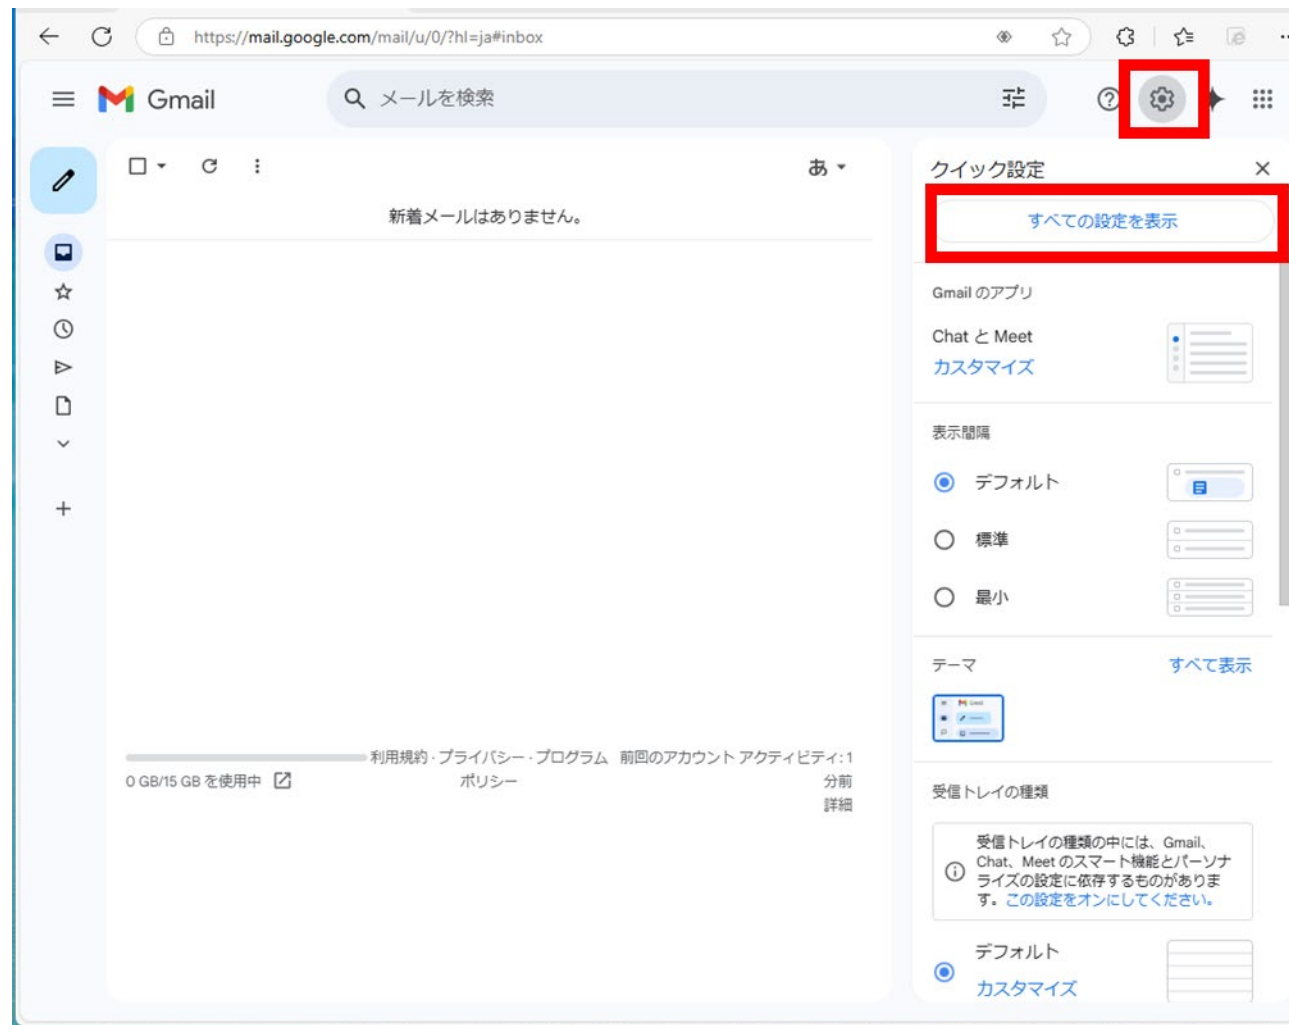 https://mail.google.com/mail/u/0/?hl=ja#inbox
Gmail
メールを検索
あ
新着メールはありません。
0 GB/15 GB を使用中
利用規約 · プライバシー · プログラム
ポリシー
前回のアカウント アクティビティ: 1
分前
詳細
クイック設定
すべての設定を表示
Gmail のアプリ
Chat と Meet
カスタマイズ
表示間隔
デフォルト
標準
最小
テーマ
すべて表示
受信トレイの種類
受信トレイの種類の中には、Gmail、
Chat、Meet のスマート機能とパーソナ
ライズの設定に依存するものがありま
す。この設定をオンにしてください。
デフォルト
カスタマイズ